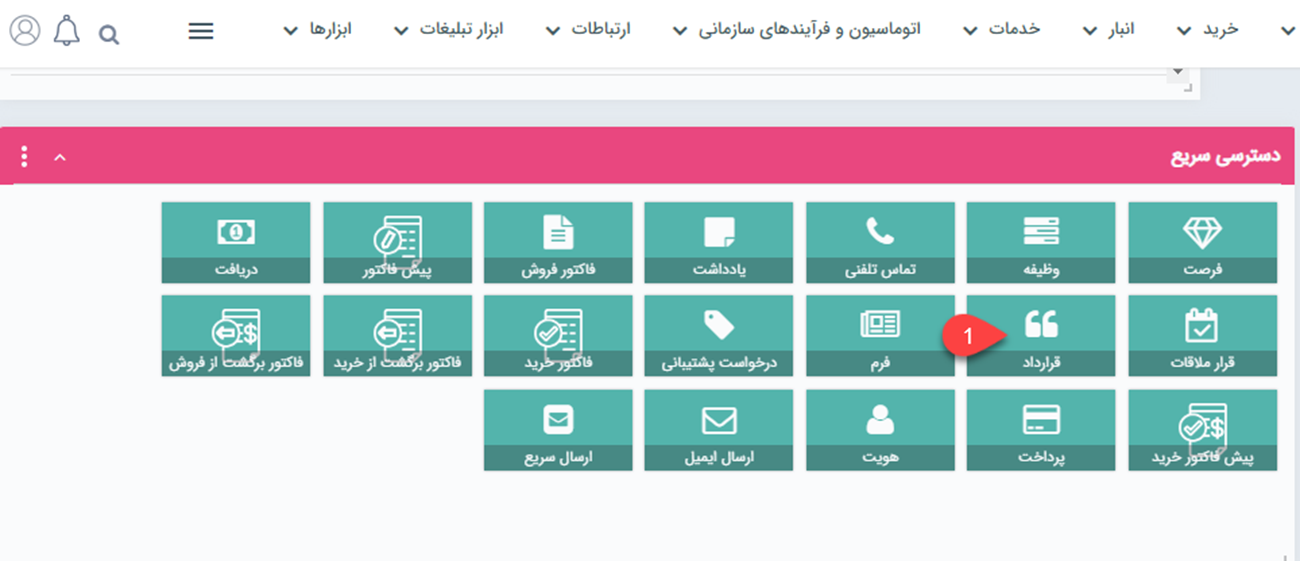 خرید انبار خدمات اتوماسیون و فرآیندهای سازمانی ارتباطات ابزار تبلیغات ابزارها
دسترسی سریع
فرصت وظیفه تماس تلفنی یادداشت فاکتور فروش پیش فاکتور دریافت
قرار ملاقات قرارداد فرم درخواست پشتیبانی فاکتور خرید فاکتور برگشت از خرید فاکتور برگشت از فروش
1
پیش فاکتور خرید پرداخت هویت ارسال ایمیل ارسال سریع